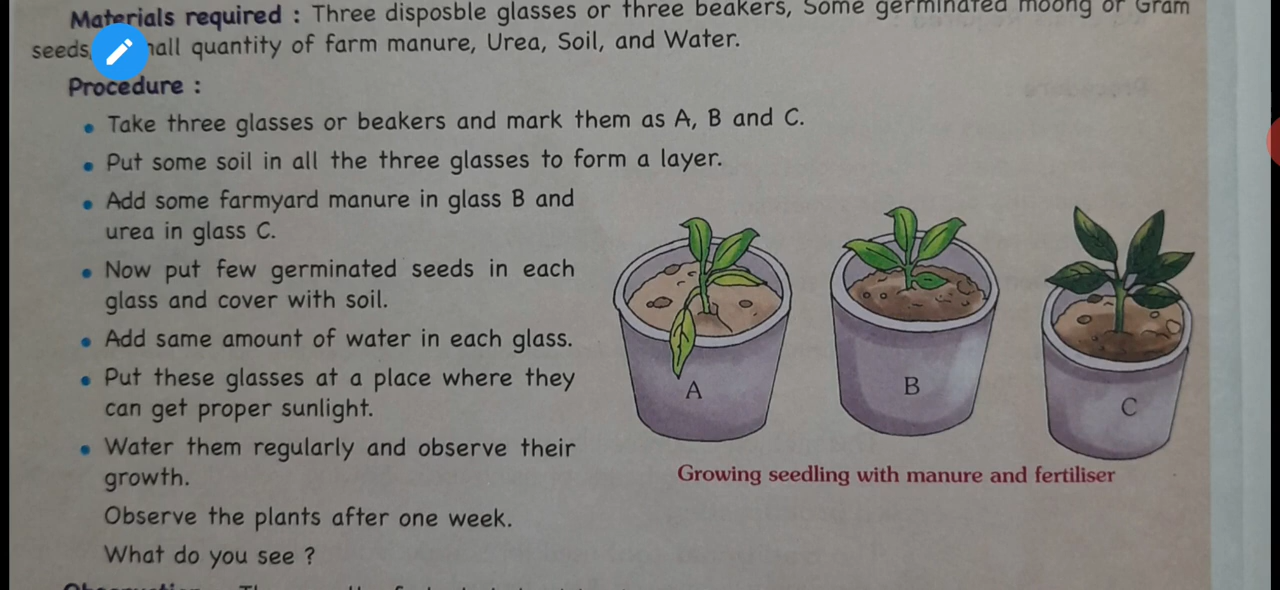 Materials required : Three disposble glasses or three beakers, Some germinated moong or Gram
seeds, small quantity of farm manure, Urea, Soil, and Water.
Procedure :
• Take three glasses or beakers and mark them as A, B and C.
• Put some soil in all the three glasses to form a layer.
• Add some farmyard manure in glass B and
urea in glass C.
• Now put few germinated seeds in each
glass and cover with soil.
• Add same amount of water in each glass.
• Put these glasses at a place where they
can get proper sunlight.
• Water them regularly and observe their
growth.
Observe the plants after one week.
What do you see ?
A
B
C
Growing seedling with manure and fertiliser